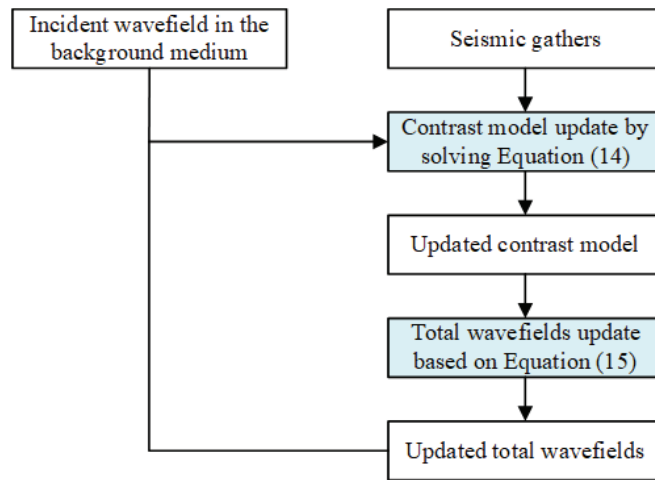 Incident wavefield in the
background medium
Seismic gathers
Contrast model update by
solving Equation (14)
Updated contrast model
Total wavefields update
based on Equation (15)
Updated total wavefields